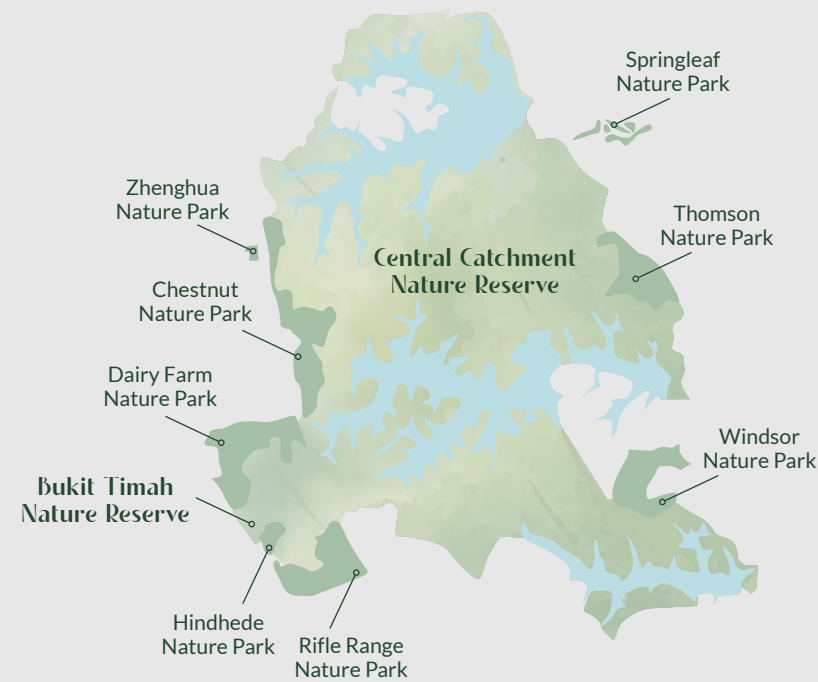 Springleaf
Nature Park
Zhenghua
Nature Park
Thomson
Nature Park
Central Catchment
Nature Reserve
Chestnut
Nature Park
Dairy Farm
Nature Park
Windsor
Nature Park
Bukit Timah
Nature Reserve
Hindhede
Nature Park
Rifle Range
Nature Park